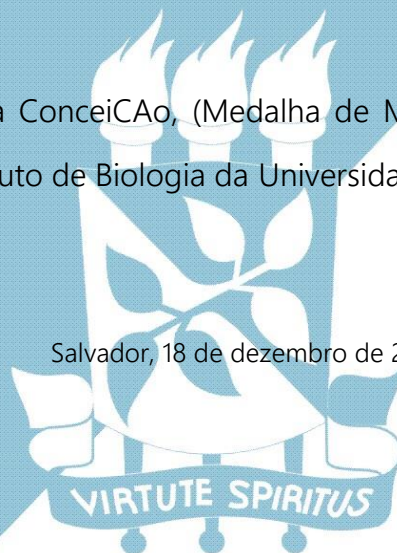 a ConceiCAo, (Medalha de M
uto de Biologia da Universida
Salvador, 18 de dezembro de 2
VIRTUTE SPIRITUS